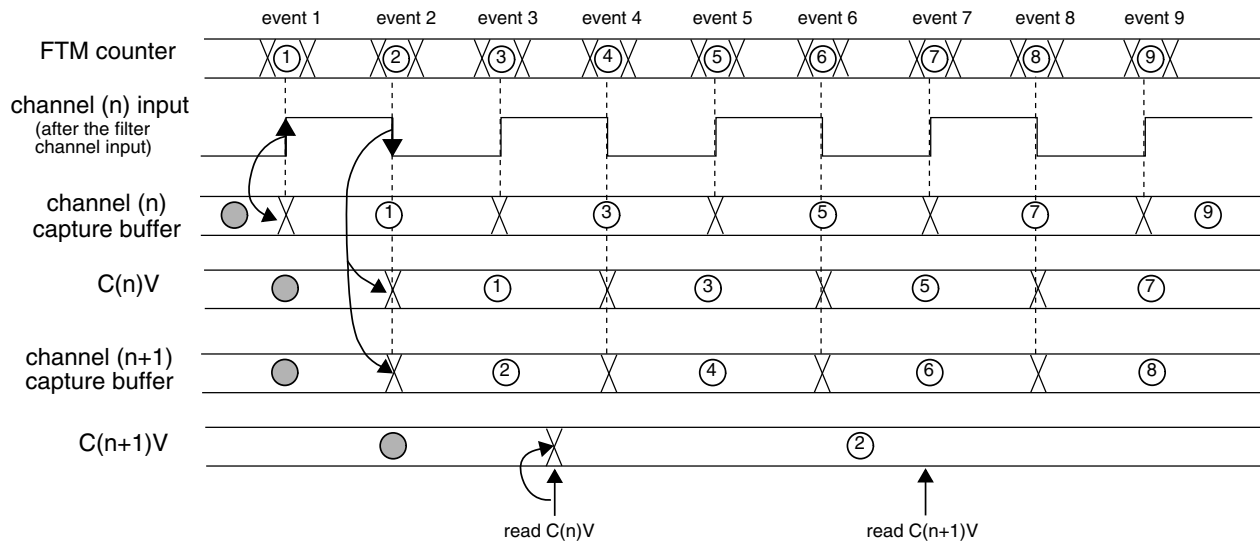 event 1 event 2 event 3 event 4 event 5 event 6 event 7 event 8 event 9
FTM counter 1 2 3 4 5 6 7 8 9
channel (n) input
(after the filter
channel input)
channel (n)
capture buffer 1 3 5 7 9
C(n)V 1 3 5 7
channel (n+1)
capture buffer 2 4 6 8
C(n+1)V 2
read C(n)V read C(n+1)V